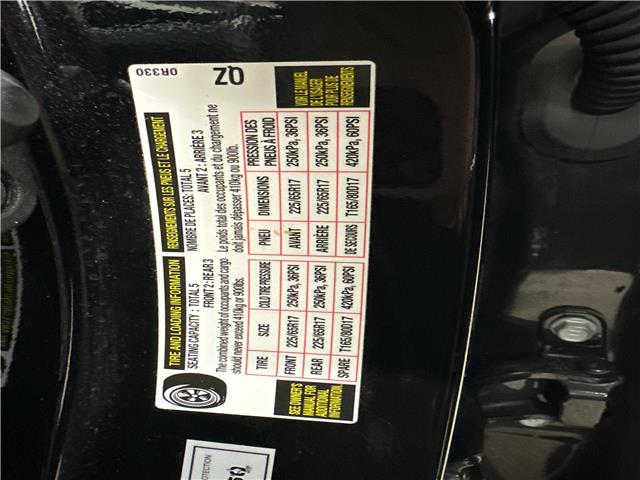 TIRE AND LOADING INFORMATION
SEATING CAPACITY : TOTAL 5
FRONT 2 : REAR 3
The combined weight of occupants and cargo
should never exceed 410kg or 900lb.
TIRE SIZE COLD TIRE PRESSURE
FRONT 225/65R17 250kPa, 36PSI
REAR 225/65R17 250kPa, 36PSI
SPARE T165/80D17 420kPa, 60PSI
SEE OWNER'S
MANUAL FOR
ADDITIONAL
INFORMATION
RENSEIGNEMENTS SUR LES PNEUS ET LE CHARGEMENT
NOMBRE DE PLACES: TOTAL 5
AVANT 2 : ARRIÈRE 3
Le poids total des occupants et du chargement ne
doit jamais dépasser 410kg ou 900lb.
PNEU DIMENSIONS PRESSION DES
PNEUS À FROID
AVANT 225/65R17 250kPa, 36PSI
ARRIÈRE 225/65R17 250kPa, 36PSI
DE SECOURS T165/80D17 420kPa, 60PSI
VOIR LE MANUEL
DE L'USAGER
POUR PLUS DE
RENSEIGNEMENTS
0R330
QZ